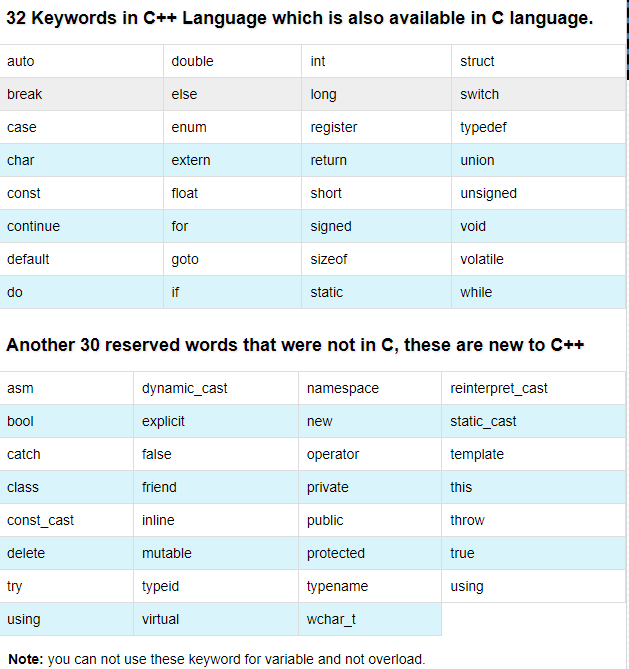 32 Keywords in C++ Language which is also available in C language.
auto double int struct
break else long switch
case enum register typedef
char extern return union
const float short unsigned
continue for signed void
default goto sizeof volatile
do if static while
Another 30 reserved words that were not in C, these are new to C++
asm dynamic_cast namespace reinterpret_cast
bool explicit new static_cast
catch false operator template
class friend private this
const_cast inline public throw
delete mutable protected true
try typeid typename using
using virtual wchar_t
Note: you can not use these keyword for variable and not overload.